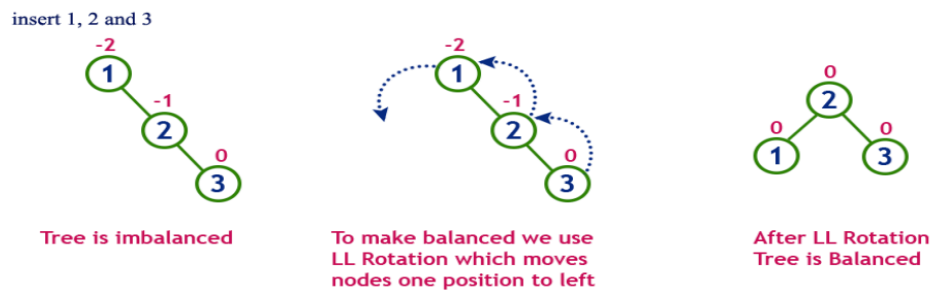 insert 1, 2 and 3
-2
1
-1
2
0
3
Tree is imbalanced
-2
1
-1
2
0
3
To make balanced we use
LL Rotation which moves
nodes one position to left
0
2
0
1
0
3
After LL Rotation
Tree is Balanced